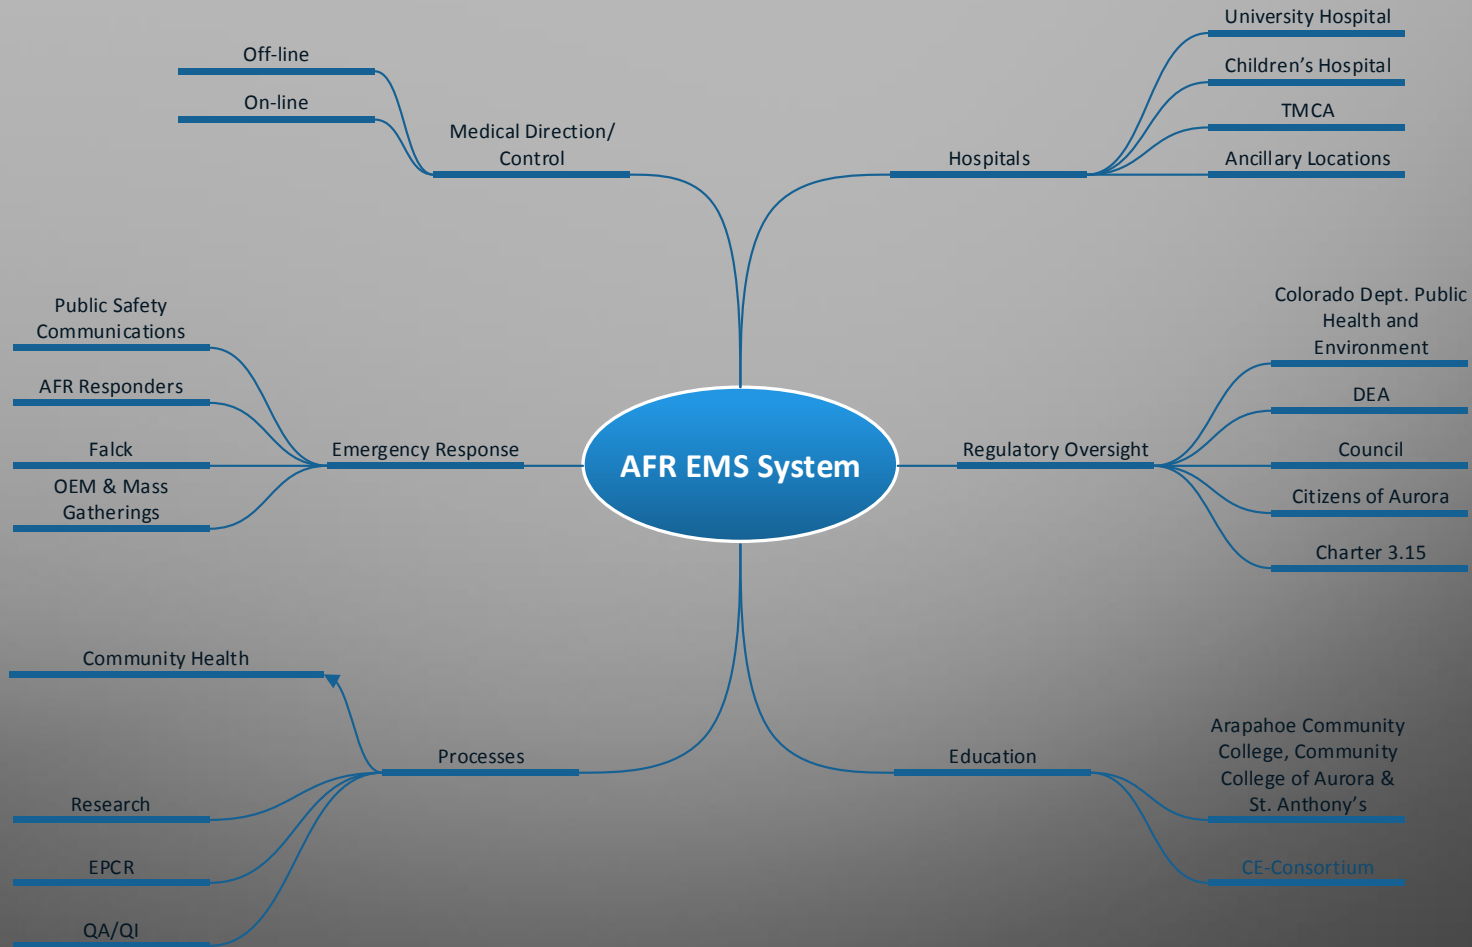 Off-line
On-line
Medical Direction/
Control
University Hospital
Children’s Hospital
TMCA
Ancillary Locations
Hospitals
Public Safety
Communications
AFR Responders
Falck
OEM & Mass
Gatherings
Emergency Response
AFR EMS System
Regulatory Oversight
Colorado Dept. Public
Health and
Environment
DEA
Council
Citizens of Aurora
Charter 3.15
Community Health
Research
EPCR
QA/QI
Processes
Education
Arapahoe Community
College, Community
College of Aurora &
St. Anthony’s
CE-Consortium